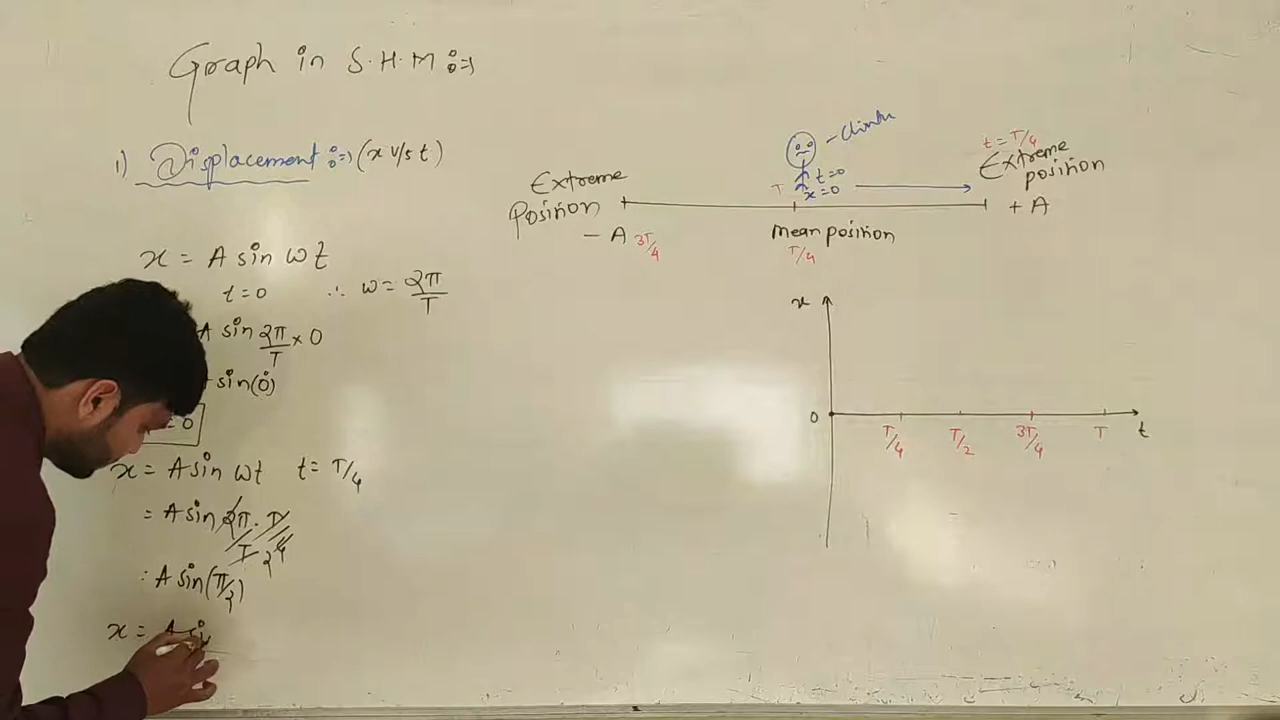 Graph in S.H.M :-
1) Displacement :- (x v/s t)
x = A sin ωt
t=0 ∴ ω = 2π/T
A sin 2π/T × 0
sin(0)
= 0
x = A sin ωt t = T/4
= A sin 2π/T · T/4 2
: A sin(π/2)
x = A sin
t = T/4
Extreme position
+ A
t=0
x=0
T
Extreme Position
- A 3T/4
mean position
T/4
x
0
T/4 T/2 3T/4 T t